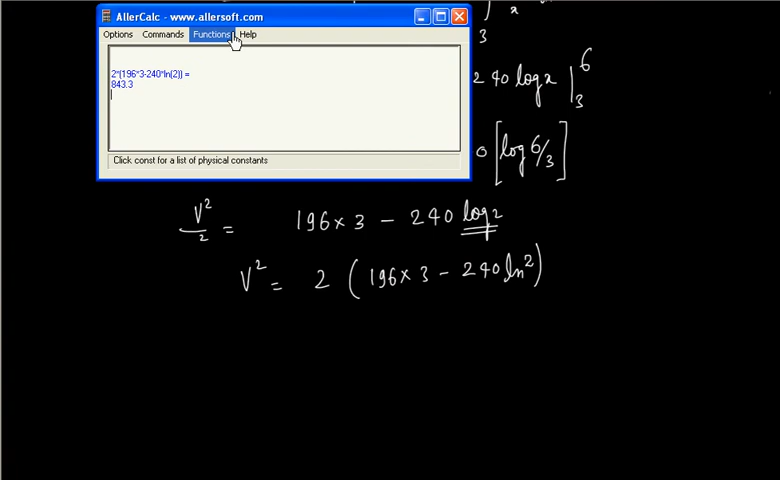 AllerCalc - www.allersoft.com
Options Commands Functions Help
2*(196*3-240*ln(2)) =
843.3
Click const for a list of physical constants
x
3
240 log x |₃⁶
0 [log 6/3]
V²/2 = 196 × 3 − 240 log 2
V² = 2 (196 × 3 − 240 ln 2)